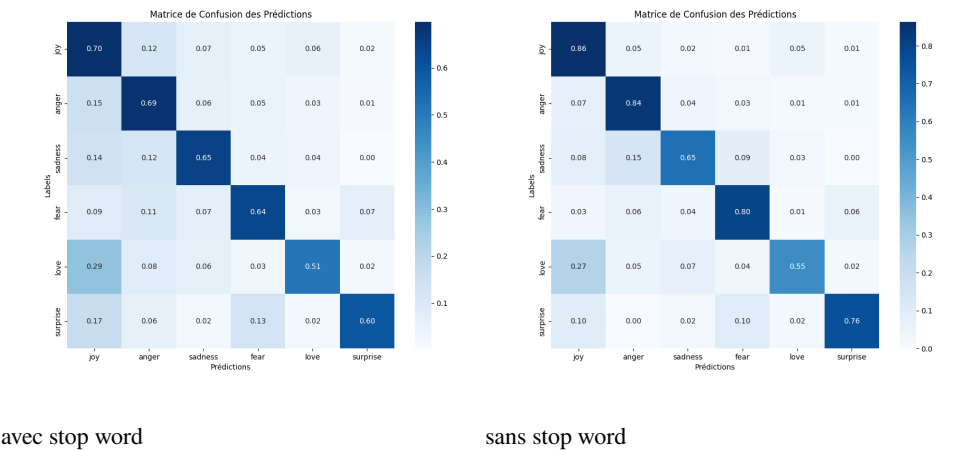 Matrice de Confusion des Prédictions
joy 0.70 0.12 0.07 0.05 0.06 0.02
anger 0.15 0.69 0.06 0.05 0.03 0.01
sadness 0.14 0.12 0.65 0.04 0.04 0.00
fear 0.09 0.11 0.07 0.64 0.03 0.07
love 0.29 0.08 0.06 0.03 0.51 0.02
surprise 0.17 0.06 0.02 0.13 0.02 0.60
Labels
joy anger sadness fear love surprise
Prédictions
0.6
0.5
0.4
0.3
0.2
0.1
avec stop word
Matrice de Confusion des Prédictions
joy 0.86 0.05 0.02 0.01 0.05 0.01
anger 0.07 0.84 0.04 0.03 0.01 0.01
sadness 0.08 0.15 0.65 0.09 0.03 0.00
fear 0.03 0.06 0.04 0.80 0.01 0.06
love 0.27 0.05 0.07 0.04 0.55 0.02
surprise 0.10 0.00 0.02 0.10 0.02 0.76
Labels
joy anger sadness fear love surprise
Prédictions
0.8
0.7
0.6
0.5
0.4
0.3
0.2
0.1
0.0
sans stop word